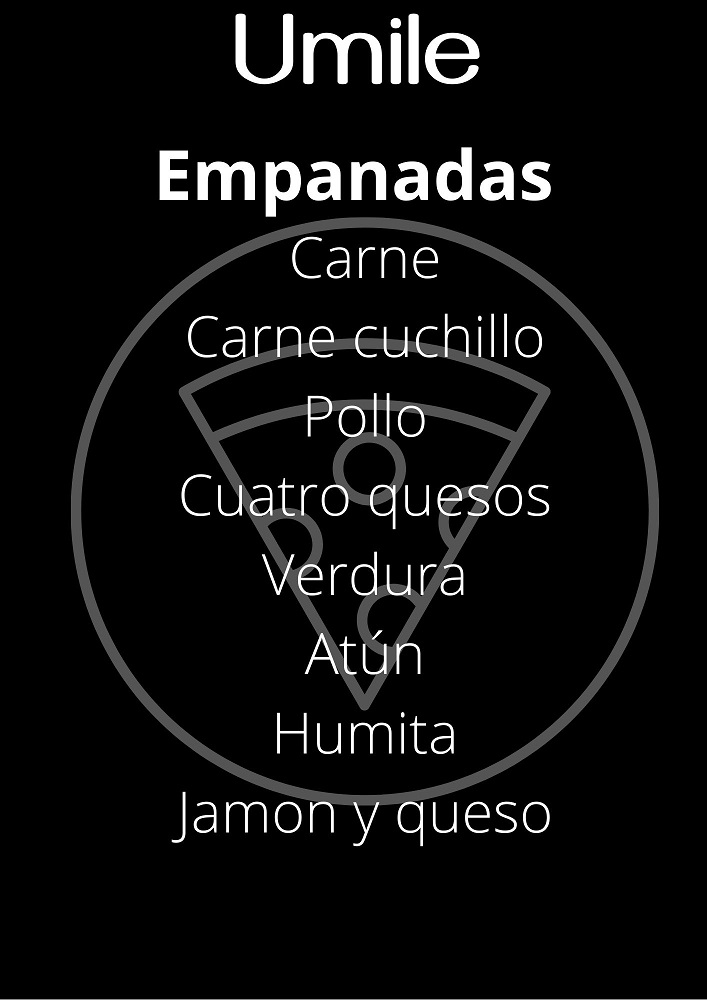 Umile
Empanadas
Carne
Carne cuchillo
Pollo
Cuatro quesos
Verdura
Atún
Humita
Jamon y queso